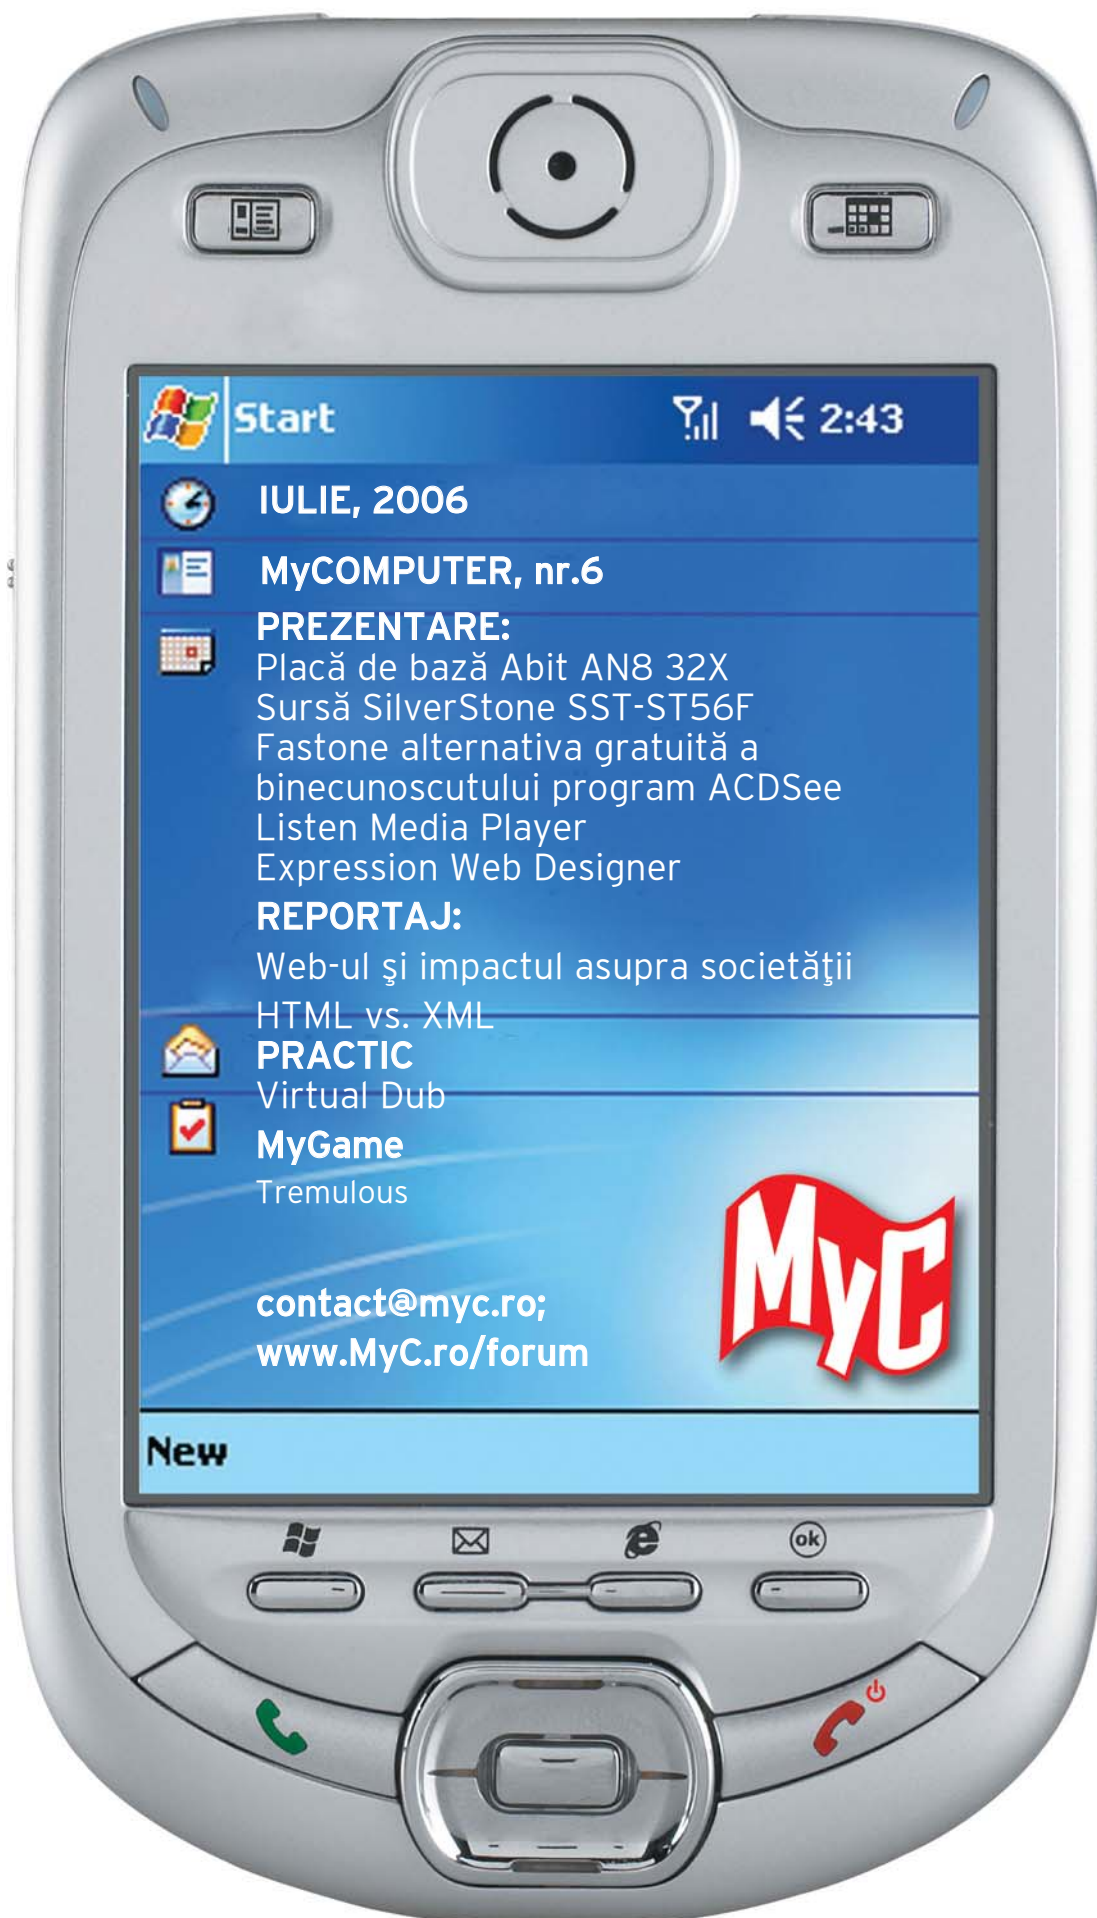 Start 2:43
IULIE, 2006
MyCOMPUTER, nr.6
PREZENTARE:
Placă de bază Abit AN8 32X
Sursă SilverStone SST-ST56F
Fastone alternativa gratuită a
binecunoscutului program ACDSee
Listen Media Player
Expression Web Designer
REPORTAJ:
Web-ul şi impactul asupra societăţii
HTML vs. XML
PRACTIC
Virtual Dub
MyGame
Tremulous
MyC
contact@myc.ro;
www.MyC.ro/forum
New
ok